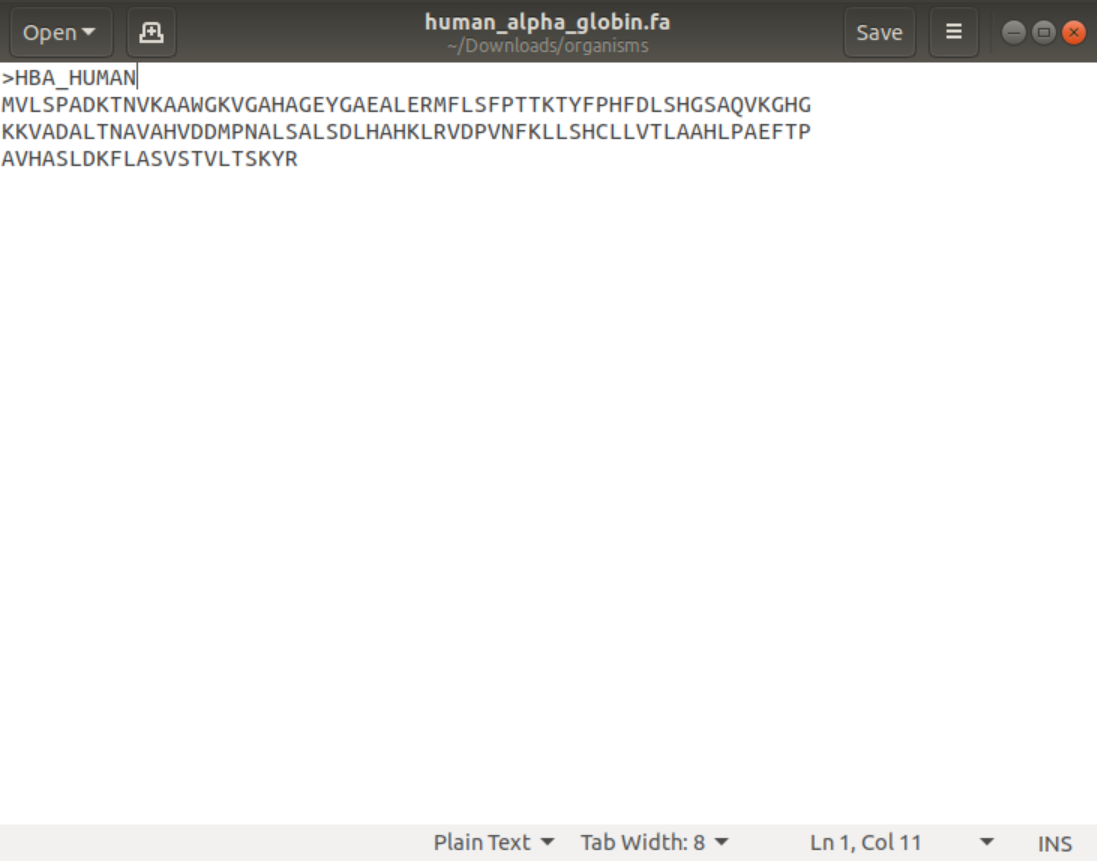 Open
human_alpha_globin.fa
~/Downloads/organisms
Save
>HBA_HUMAN
MVLSPADKTNVKAAWGKVGAHAGEYGAEALERMFLSFPTTKTYFPHFDLSHGSAQVKGHG
KKVADALTNAVAHVDDMPNALSALSDLHAHKLRVDPVNFKLLSHCLLVTLAAHLPAEFTP
AVHASLDKFLASVSTVLTSKYR
Plain Text Tab Width: 8 Ln 1, Col 11 INS